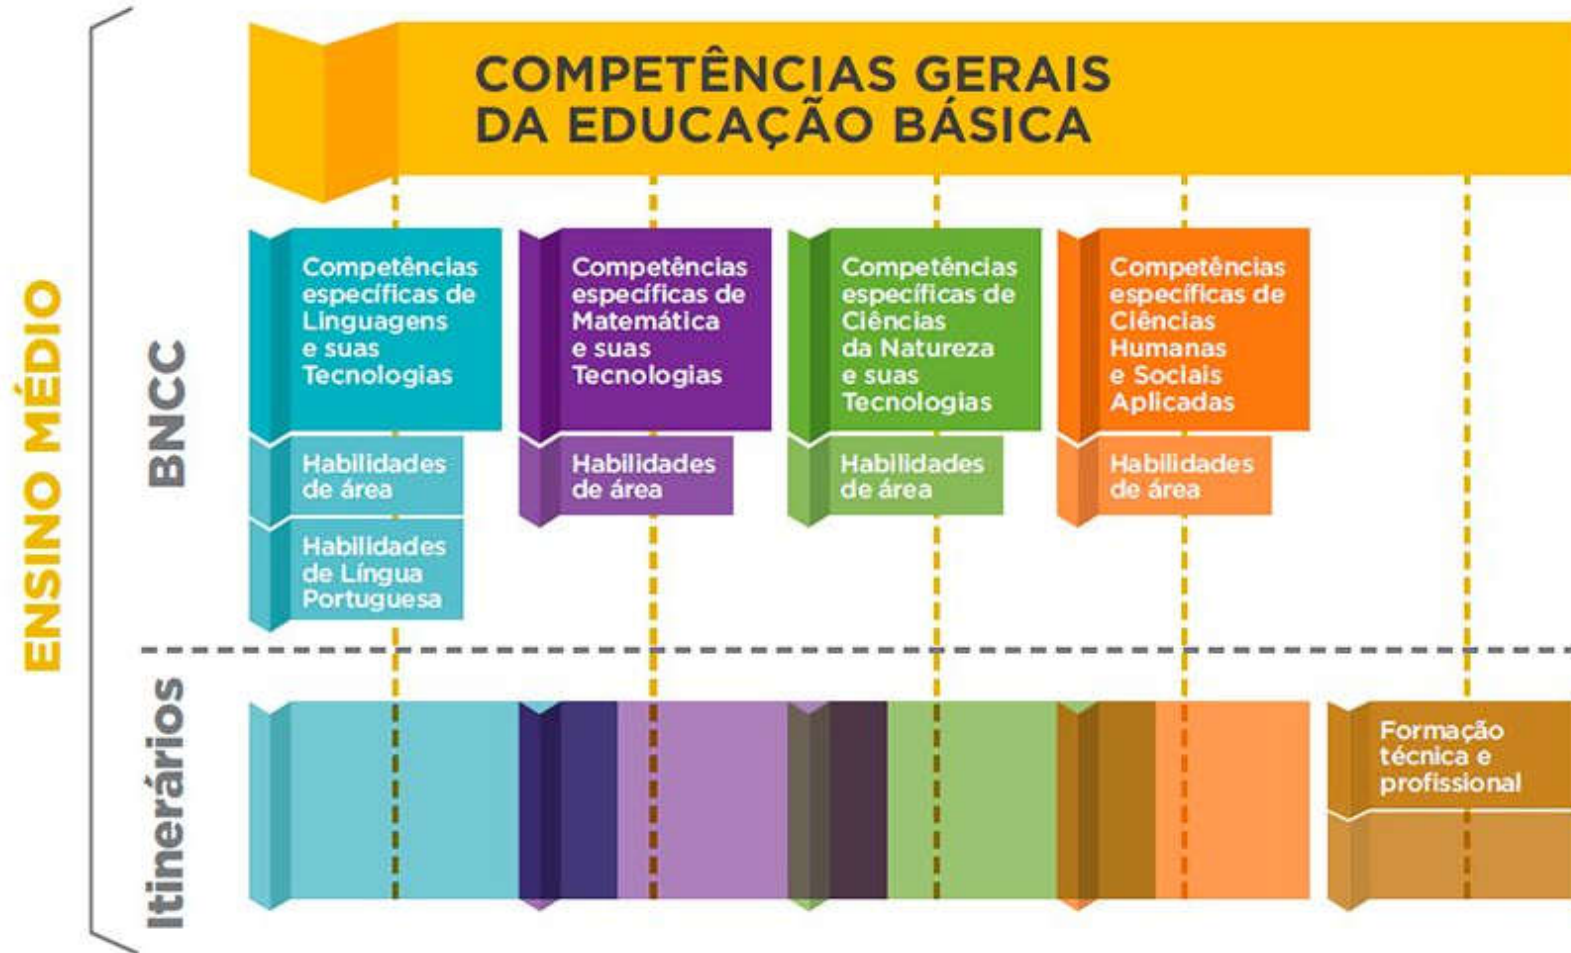 COMPETÊNCIAS GERAIS
DA EDUCAÇÃO BÁSICA
ENSINO MÉDIO
BNCC
Competências
específicas de
Linguagens
e suas
Tecnologias
Habilidades
de área
Habilidades
de Língua
Portuguesa
Competências
específicas de
Matemática
e suas
Tecnologias
Habilidades
de área
Competências
específicas de
Ciências
da Natureza
e suas
Tecnologias
Habilidades
de área
Competências
específicas de
Ciências
Humanas
e Sociais
Aplicadas
Habilidades
de área
Itinerários
Formação
técnica e
profissional